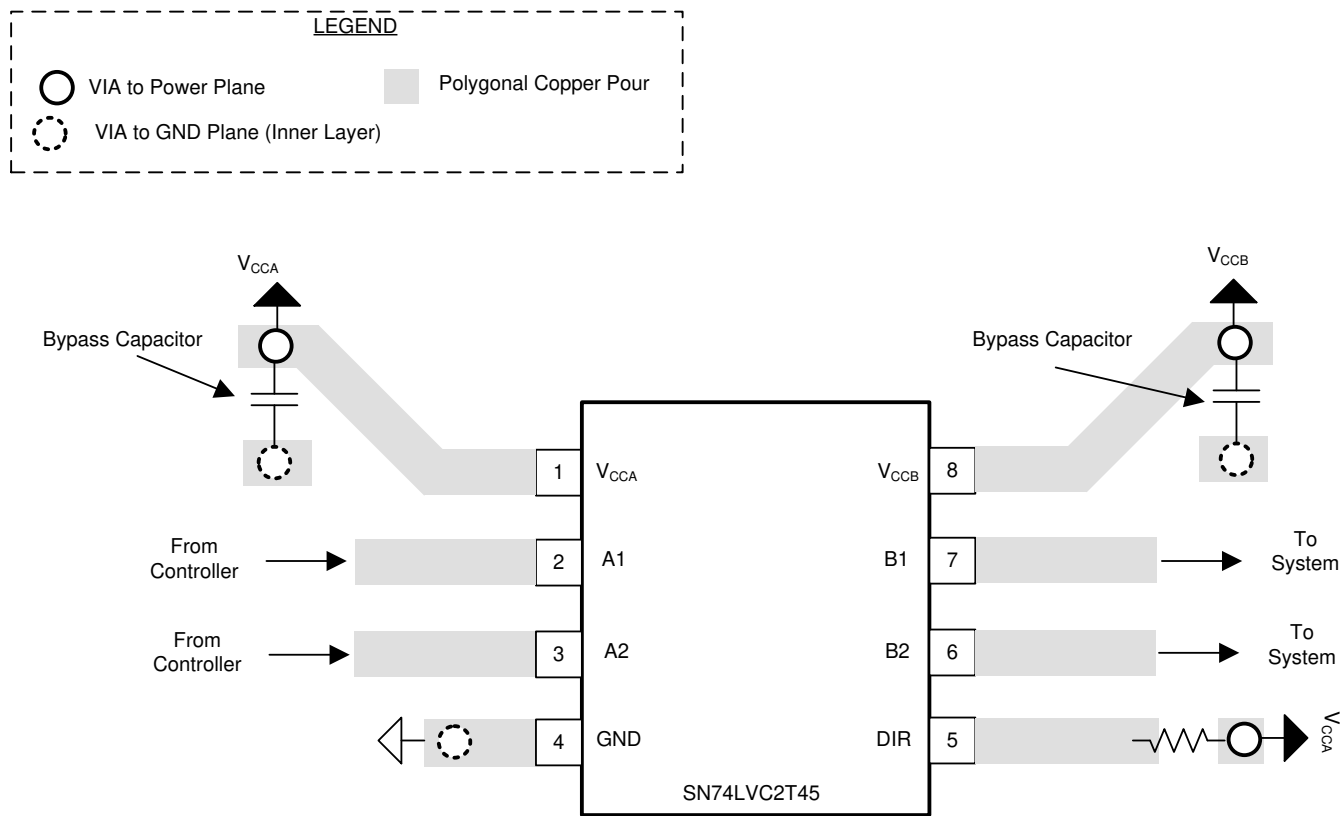 LEGEND
VIA to Power Plane
Polygonal Copper Pour
VIA to GND Plane (Inner Layer)
VCCA
VCCB
Bypass Capacitor
Bypass Capacitor
1
VCCA
VCCB
8
From
Controller
2
A1
B1
7
To
System
From
Controller
3
A2
B2
6
To
System
4
GND
DIR
5
VCCA
SN74LVC2T45